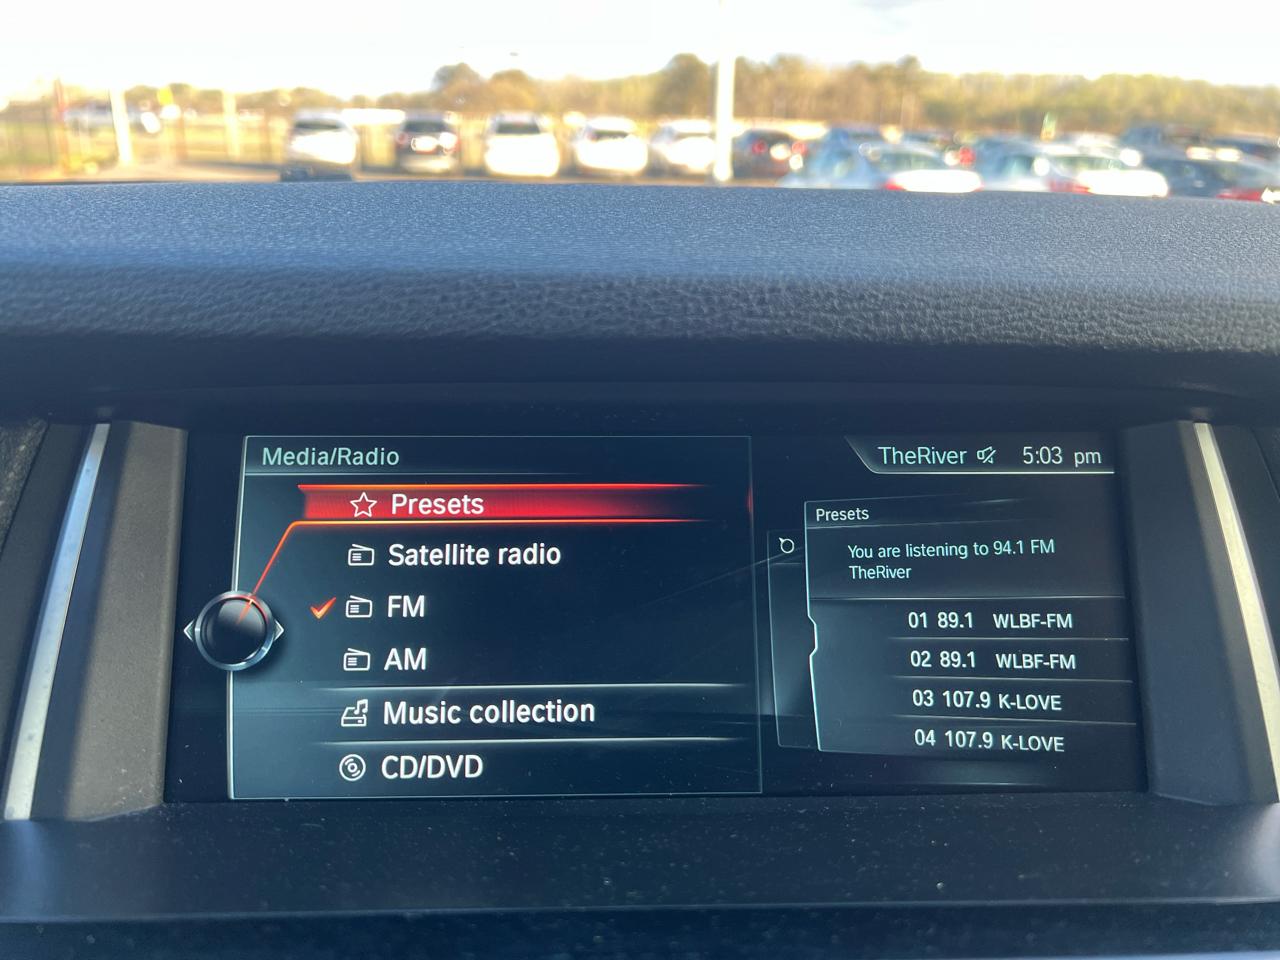 Media/Radio
Presets
Satellite radio
FM
AM
Music collection
CD/DVD
TheRiver 5:03 pm
Presets
You are listening to 94.1 FM
TheRiver
01 89.1 WLBF-FM
02 89.1 WLBF-FM
03 107.9 K-LOVE
04 107.9 K-LOVE